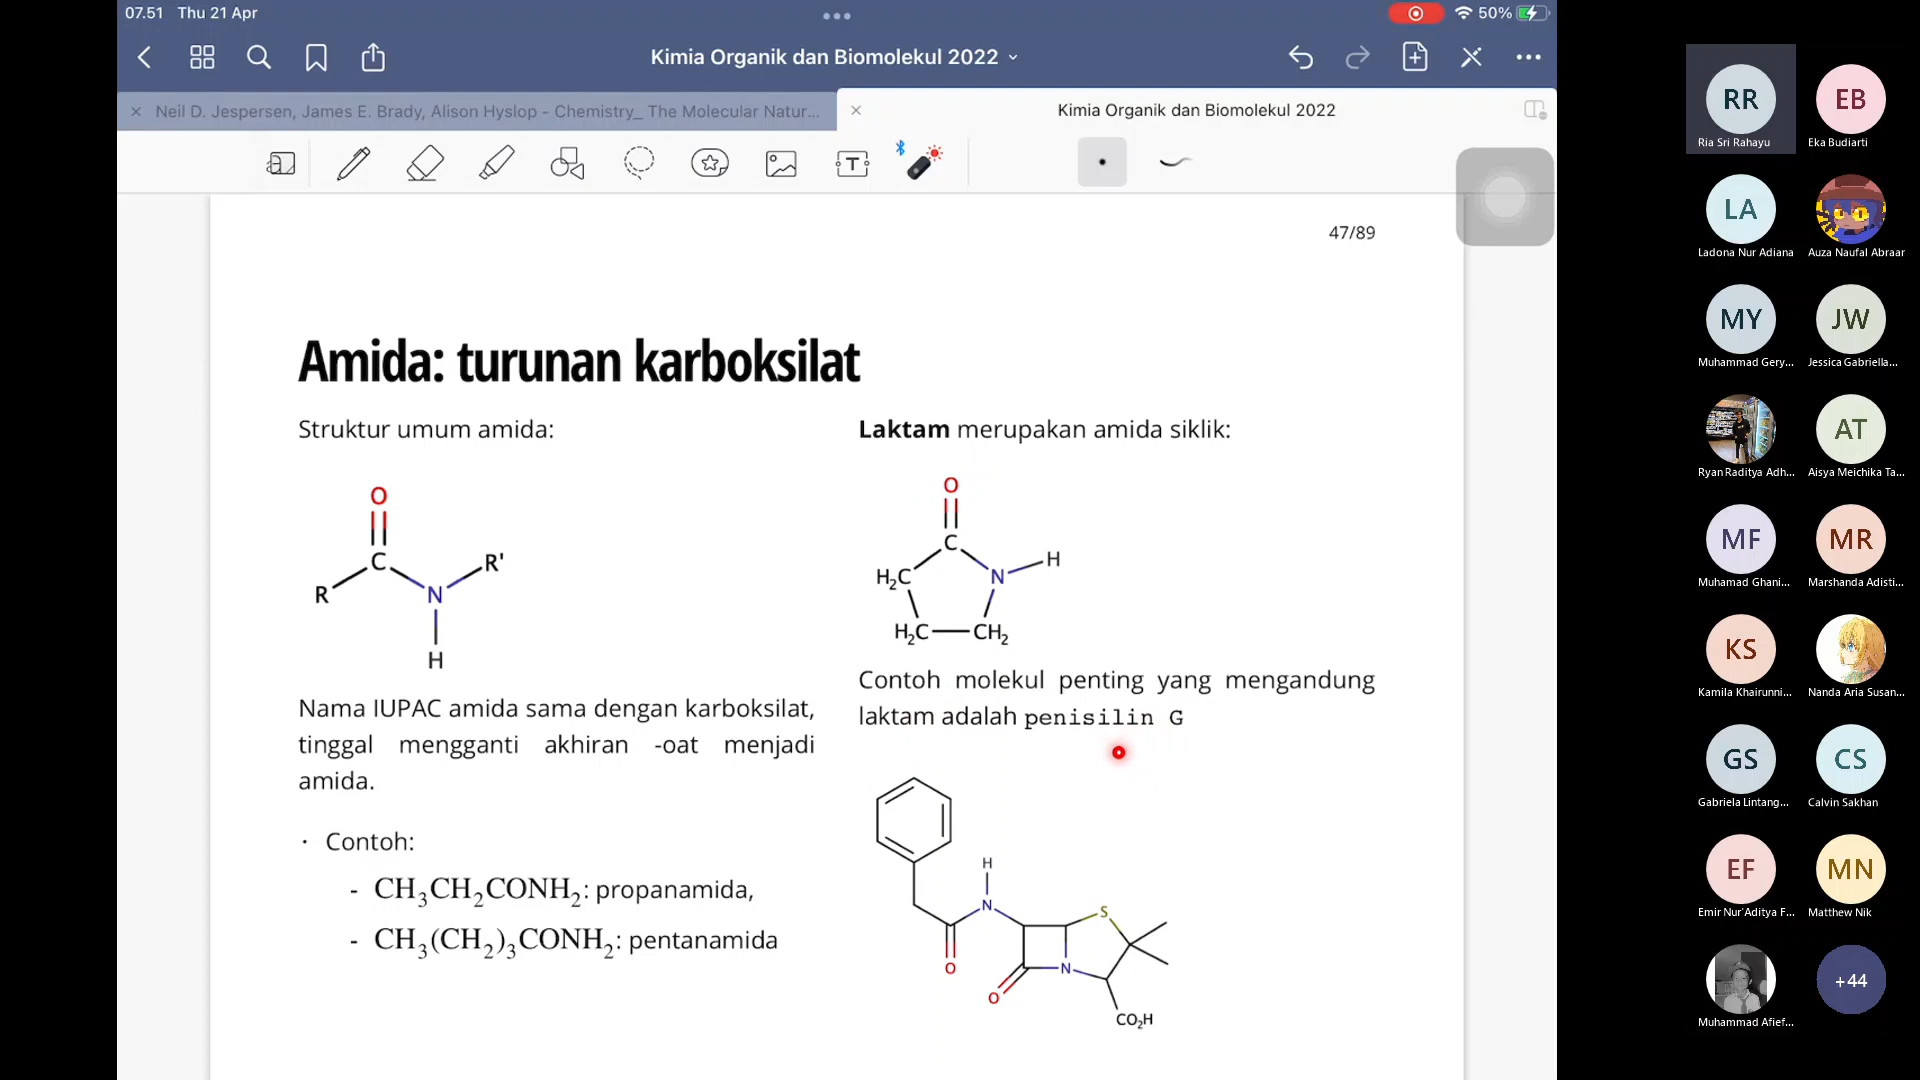 07.51 Thu 21 Apr
50%
Kimia Organik dan Biomolekul 2022
Neil D. Jespersen, James E. Brady, Alison Hyslop - Chemistry_ The Molecular Natur...
Kimia Organik dan Biomolekul 2022
T
47/89
Amida: turunan karboksilat
Struktur umum amida:
O
C
R
N
R'
H
Nama IUPAC amida sama dengan karboksilat,
tinggal mengganti akhiran -oat menjadi
amida.
· Contoh:
- CH₃CH₂CONH₂: propanamida,
- CH₃(CH₂)₃CONH₂: pentanamida
Laktam merupakan amida siklik:
O
C
H₂C
N
H
H₂C
CH₂
Contoh molekul penting yang mengandung
laktam adalah penisilin G
H
N
S
O
N
O
CO₂H
RR
Ria Sri Rahayu
EB
Eka Budiarti
LA
Ladona Nur Adiana
Auza Naufal Abraar
MY
Muhammad Gery...
JW
Jessica Gabriella...
Ryan Raditya Adh...
AT
Aisya Meichika Ta...
MF
Muhamad Ghani...
MR
Marshanda Adisti...
KS
Kamila Khairunni...
Nanda Aria Susan...
GS
Gabriela Lintang...
CS
Calvin Sakhan
EF
Emir Nur'Aditya F...
MN
Matthew Nik
Muhammad Afief...
+44